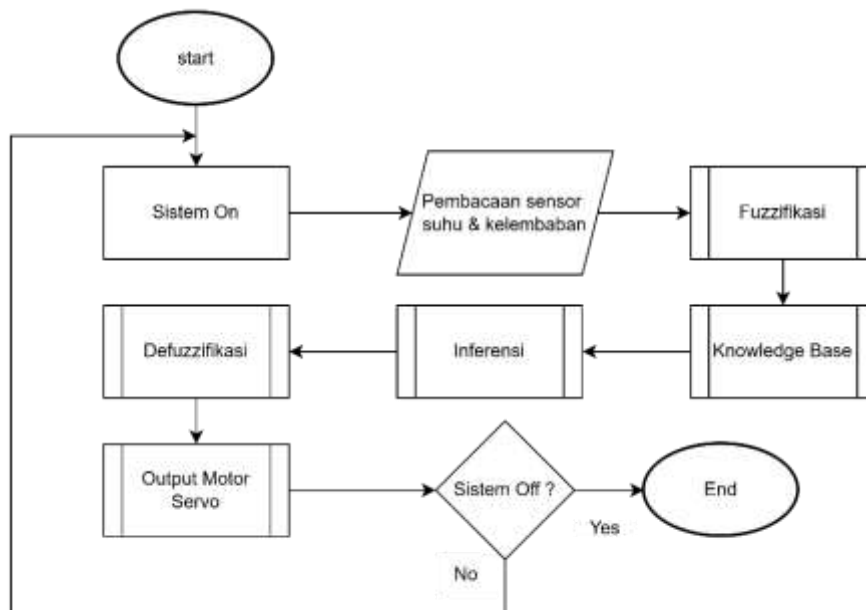 start
Sistem On
Pembacaan sensor
suhu & kelembaban
Fuzzifikasi
Knowledge Base
Inferensi
Defuzzifikasi
Output Motor
Servo
Sistem Off ?
Yes
End
No